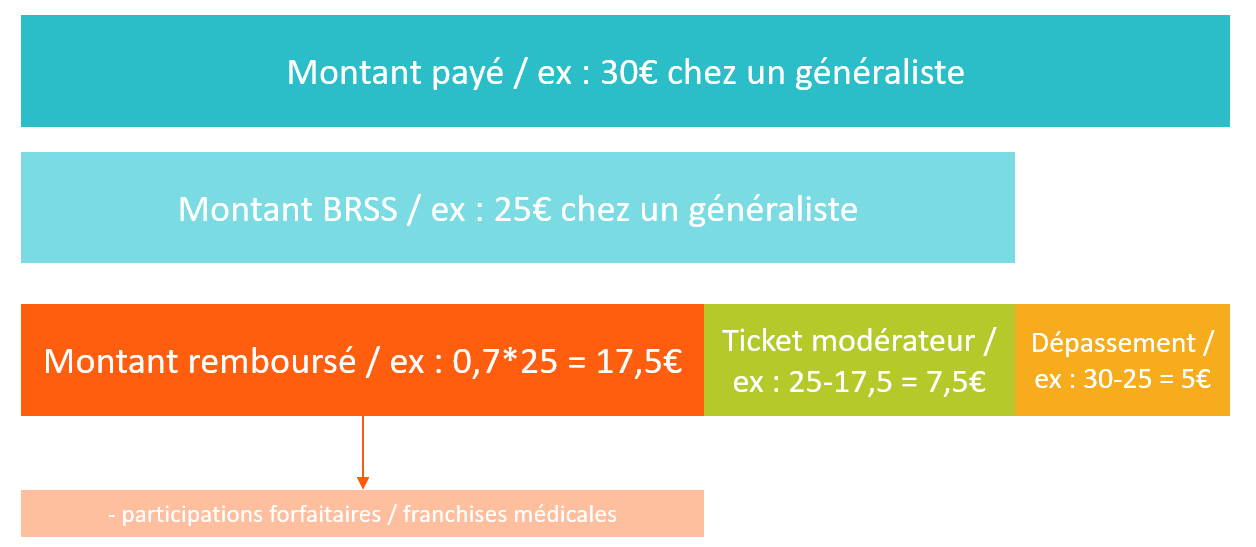 Montant payé / ex : 30€ chez un généraliste
Montant BRSS / ex : 25€ chez un généraliste
Montant remboursé / ex : 0,7*25 = 17,5€
Ticket modérateur /
ex : 25-17,5 = 7,5€
Dépassement /
ex : 30-25 = 5€
- participations forfaitaires / franchises médicales